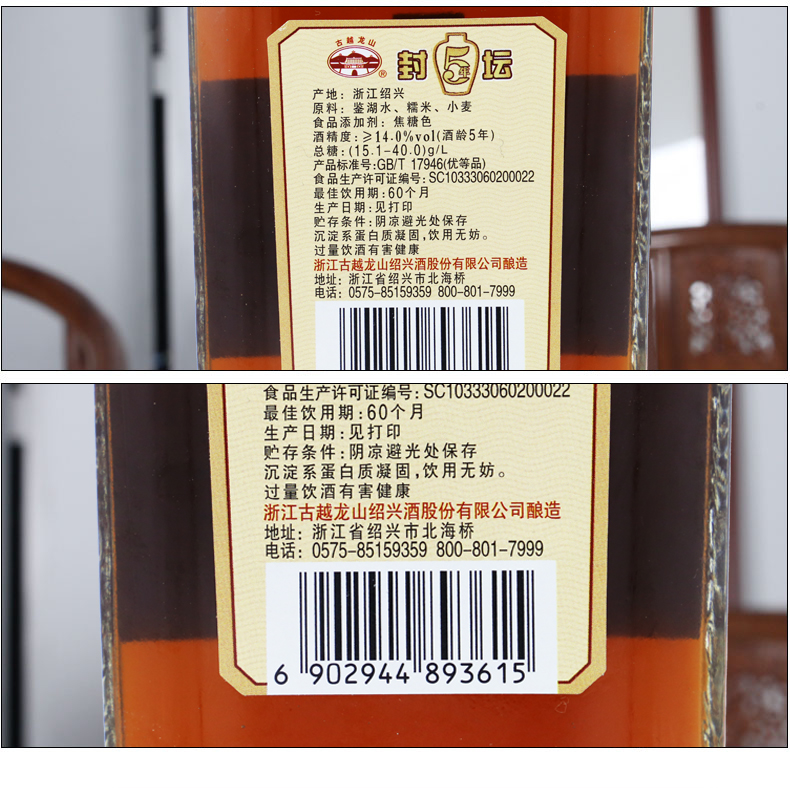 古越龙山
®
封5年坛
产地：浙江绍兴
原料：鉴湖水、糯米、小麦
食品添加剂：焦糖色
酒精度：≥14.0%vol(酒龄5年)
总糖：(15.1-40.0)g/L
产品标准号:GB/T 17946(优等品)
食品生产许可证编号：SC10333060200022
最佳饮用期：60个月
生产日期：见打印
贮存条件：阴凉避光处保存
沉淀系蛋白质凝固,饮用无妨。
过量饮酒有害健康
浙江古越龙山绍兴酒股份有限公司酿造
地址：浙江省绍兴市北海桥
电话：0575-85159359 800-801-7999
食品生产许可证编号：SC10333060200022
最佳饮用期：60个月
生产日期：见打印
贮存条件：阴凉避光处保存
沉淀系蛋白质凝固,饮用无妨。
过量饮酒有害健康
浙江古越龙山绍兴酒股份有限公司酿造
地址：浙江省绍兴市北海桥
电话：0575-85159359 800-801-7999
6 902944 893615